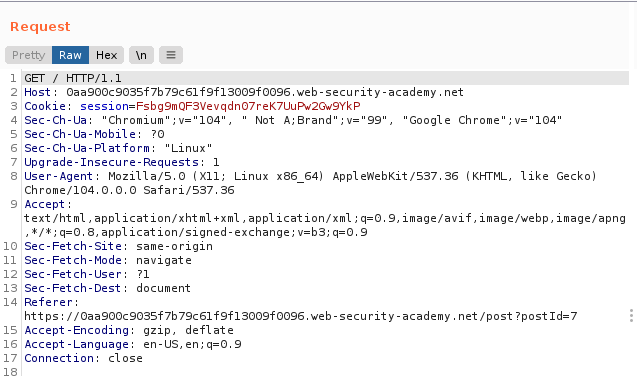 Request
Pretty Raw Hex \n
1 GET / HTTP/1.1
2 Host: 0aa900c9035f7b79c61f9f13009f0096.web-security-academy.net
3 Cookie: session=Fsbg9mQF3Vevqdn07reK7UuPw2Gw9YkP
4 Sec-Ch-Ua: "Chromium";v="104", " Not A;Brand";v="99", "Google Chrome";v="104"
5 Sec-Ch-Ua-Mobile: ?0
6 Sec-Ch-Ua-Platform: "Linux"
7 Upgrade-Insecure-Requests: 1
8 User-Agent: Mozilla/5.0 (X11; Linux x86_64) AppleWebKit/537.36 (KHTML, like Gecko)
Chrome/104.0.0.0 Safari/537.36
9 Accept:
text/html,application/xhtml+xml,application/xml;q=0.9,image/avif,image/webp,image/apng
,*/*;q=0.8,application/signed-exchange;v=b3;q=0.9
10 Sec-Fetch-Site: same-origin
11 Sec-Fetch-Mode: navigate
12 Sec-Fetch-User: ?1
13 Sec-Fetch-Dest: document
14 Referer:
https://0aa900c9035f7b79c61f9f13009f0096.web-security-academy.net/post?postId=7
15 Accept-Encoding: gzip, deflate
16 Accept-Language: en-US,en;q=0.9
17 Connection: close
18